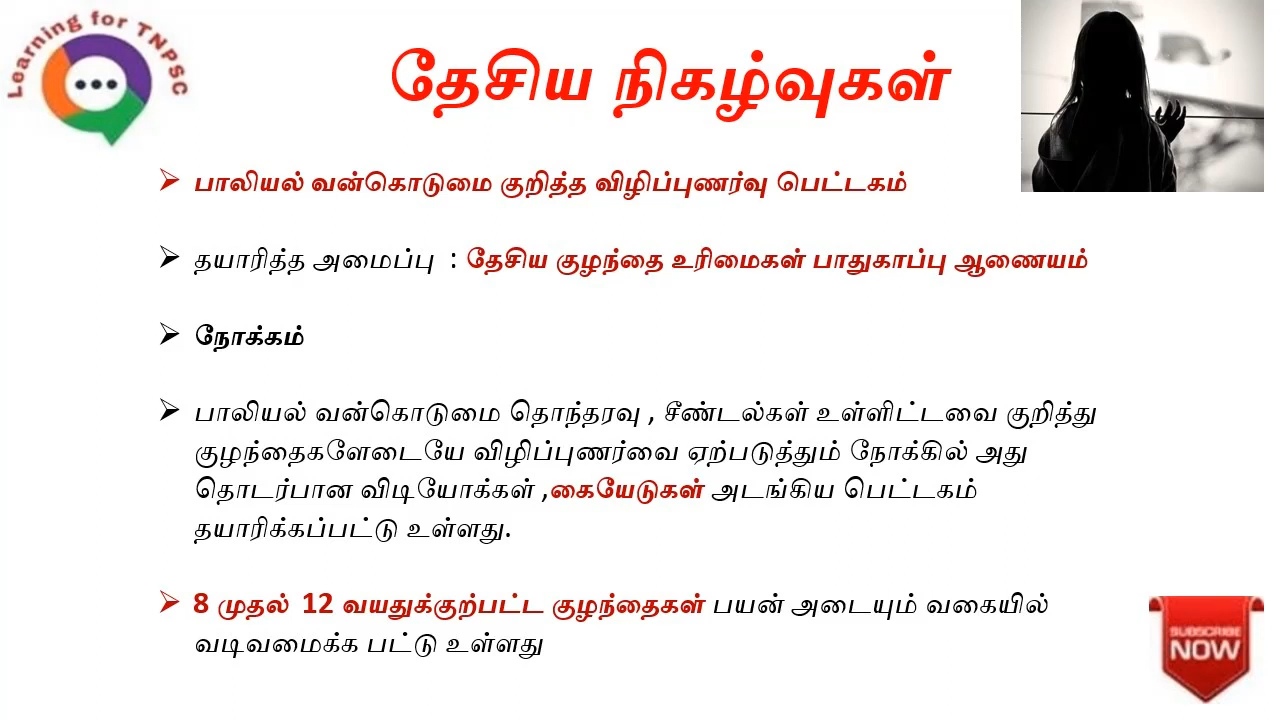 Learning for TNPSC
தேசிய நிகழ்வுகள்
பாலியல் வன்கொடுமை குறித்த விழிப்புணர்வு பெட்டகம்
தயாரித்த அமைப்பு : தேசிய குழந்தை உரிமைகள் பாதுகாப்பு ஆணையம்
நோக்கம்
பாலியல் வன்கொடுமை தொந்தரவு , சீண்டல்கள் உள்ளிட்டவை குறித்து
குழந்தைகளேடையே விழிப்புணர்வை ஏற்படுத்தும் நோக்கில் அது
தொடர்பான விடியோக்கள் ,கையேடுகள் அடங்கிய பெட்டகம்
தயாரிக்கப்பட்டு உள்ளது.
8 முதல் 12 வயதுக்குற்பட்ட குழந்தைகள் பயன் அடையும் வகையில்
வடிவமைக்க பட்டு உள்ளது
SUBSCRIBE
NOW